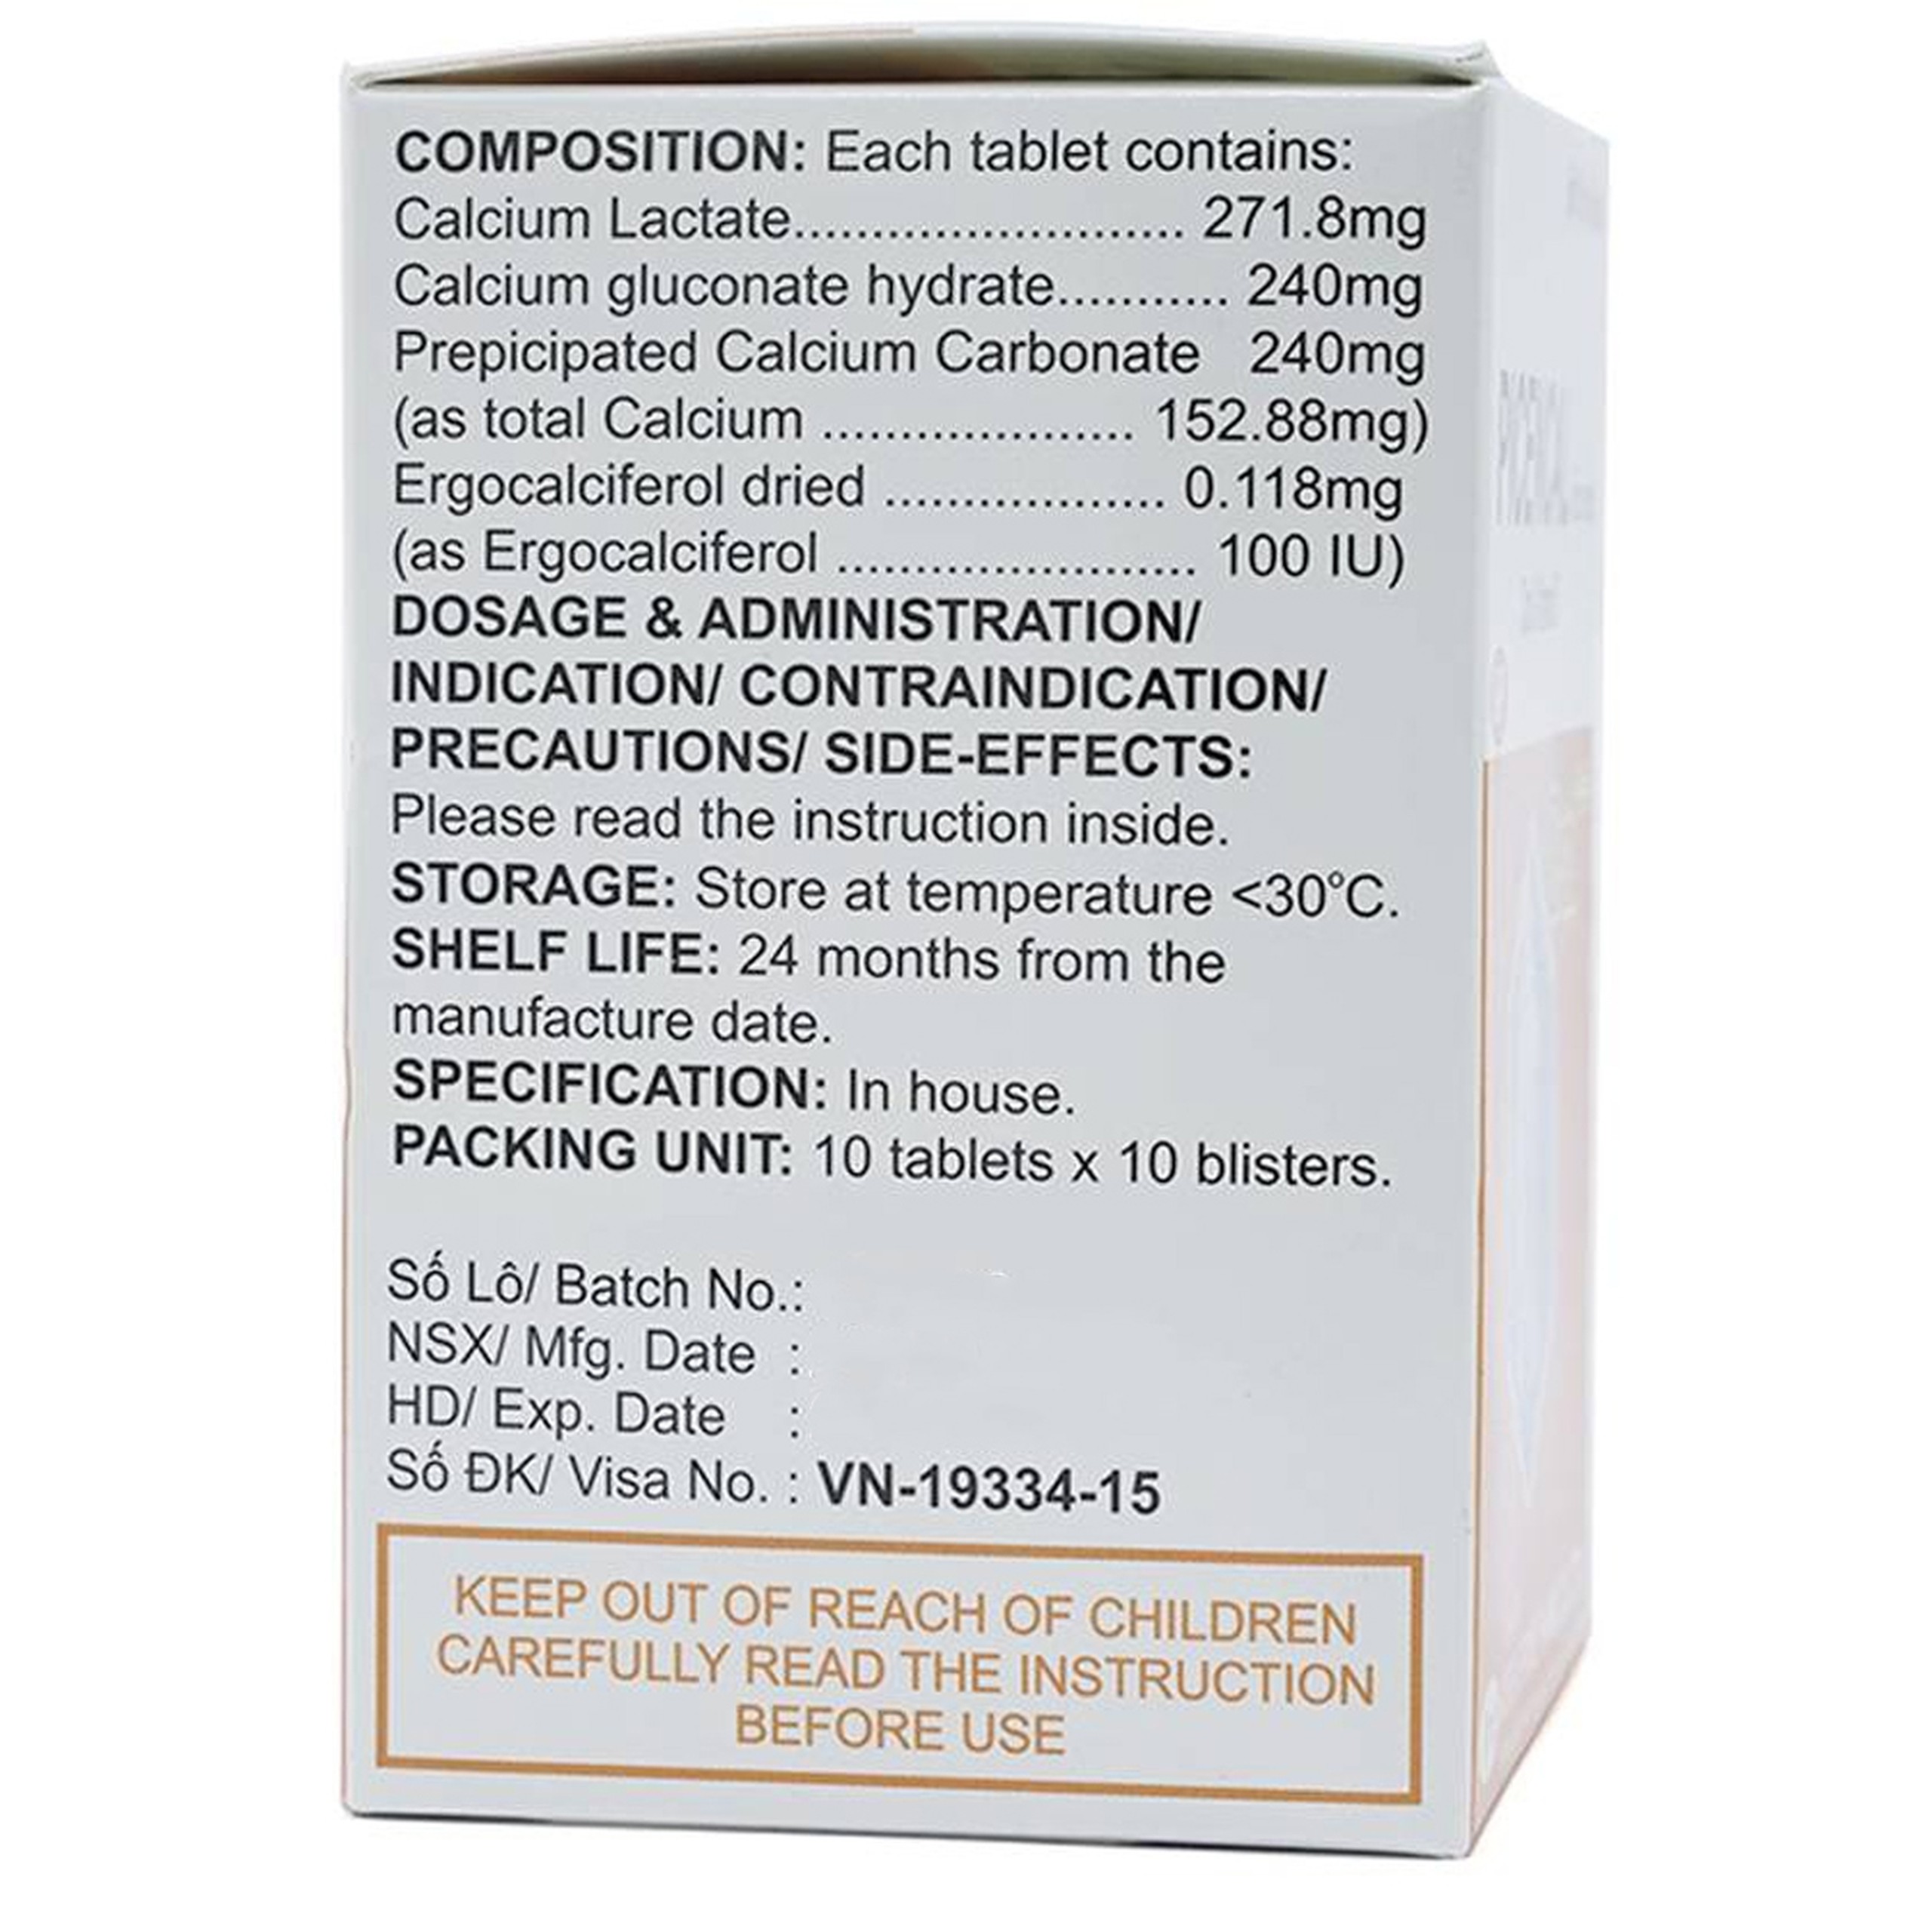 COMPOSITION: Each tablet contains:
Calcium Lactate......................... 271.8mg
Calcium gluconate hydrate........... 240mg
Prepicipated Calcium Carbonate 240mg
(as total Calcium .................... 152.88mg)
Ergocalciferol dried .................. 0.118mg
(as Ergocalciferol ....................... 100 IU)
DOSAGE & ADMINISTRATION/
INDICATION/ CONTRAINDICATION/
PRECAUTIONS/ SIDE-EFFECTS:
Please read the instruction inside.
STORAGE: Store at temperature <30°C.
SHELF LIFE: 24 months from the
manufacture date.
SPECIFICATION: In house.
PACKING UNIT: 10 tablets x 10 blisters.
Số Lô/ Batch No.:
NSX/ Mfg. Date :
HD/ Exp. Date :
Số ĐK/ Visa No. : VN-19334-15
KEEP OUT OF REACH OF CHILDREN
CAREFULLY READ THE INSTRUCTION
BEFORE USE